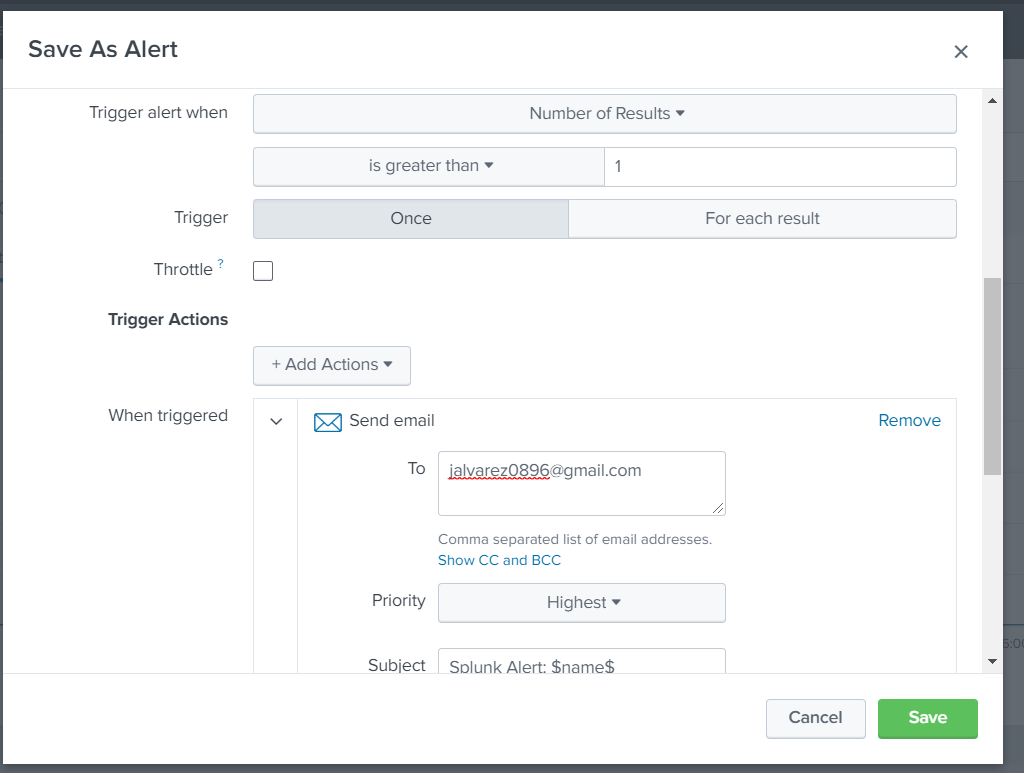 Save As Alert
Trigger alert when
Number of Results
is greater than
1
Trigger
Once
For each result
Throttle ?
Trigger Actions
+ Add Actions
When triggered
Send email
Remove
To
jalvarez0896@gmail.com
Comma separated list of email addresses.
Show CC and BCC
Priority
Highest
Subject
Splunk Alert: $name$
Cancel
Save